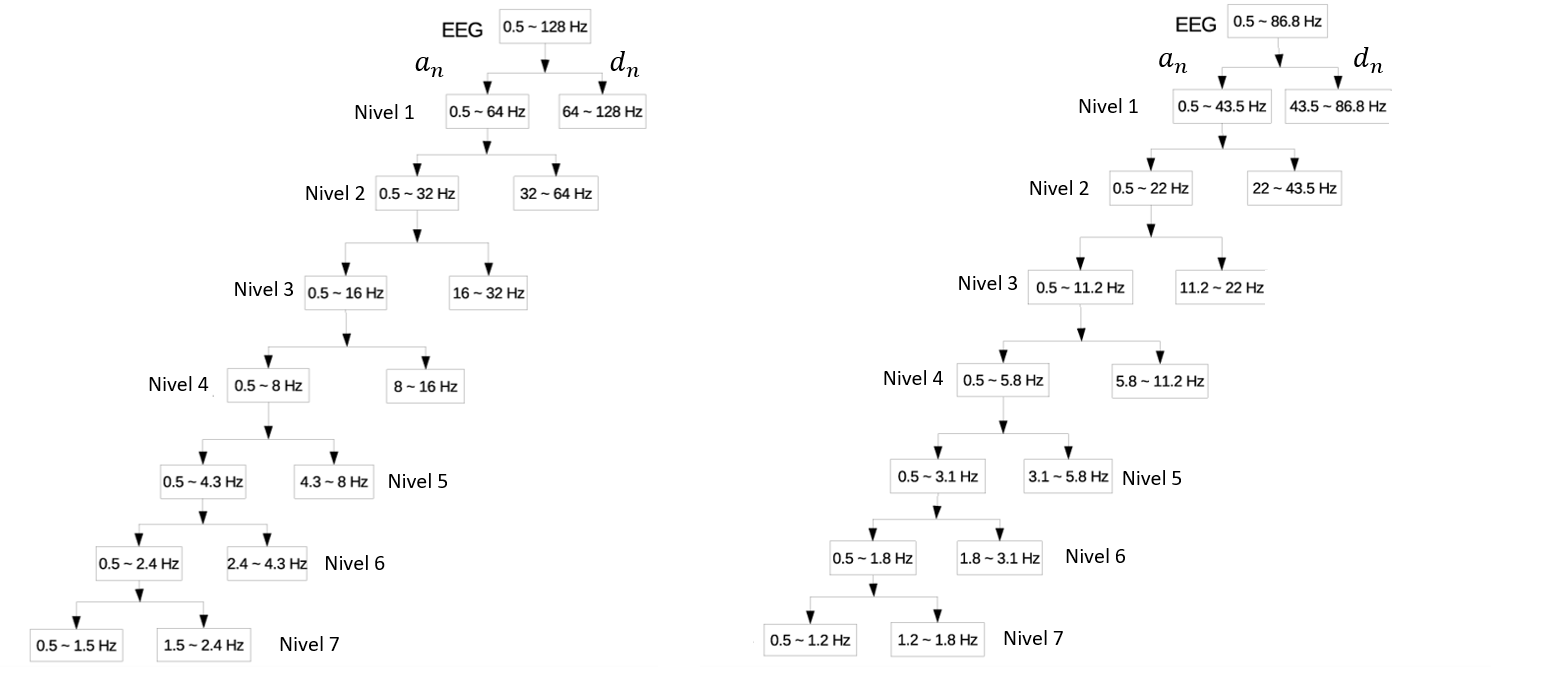 EEG 0.5 ~ 128 Hz
aₙ dₙ
Nivel 1 0.5 ~ 64 Hz 64 ~ 128 Hz
Nivel 2 0.5 ~ 32 Hz 32 ~ 64 Hz
Nivel 3 0.5 ~ 16 Hz 16 ~ 32 Hz
Nivel 4 0.5 ~ 8 Hz 8 ~ 16 Hz
0.5 ~ 4.3 Hz 4.3 ~ 8 Hz Nivel 5
0.5 ~ 2.4 Hz 2.4 ~ 4.3 Hz Nivel 6
0.5 ~ 1.5 Hz 1.5 ~ 2.4 Hz Nivel 7
EEG 0.5 ~ 86.8 Hz
aₙ dₙ
Nivel 1 0.5 ~ 43.5 Hz 43.5 ~ 86.8 Hz
Nivel 2 0.5 ~ 22 Hz 22 ~ 43.5 Hz
Nivel 3 0.5 ~ 11.2 Hz 11.2 ~ 22 Hz
Nivel 4 0.5 ~ 5.8 Hz 5.8 ~ 11.2 Hz
0.5 ~ 3.1 Hz 3.1 ~ 5.8 Hz Nivel 5
0.5 ~ 1.8 Hz 1.8 ~ 3.1 Hz Nivel 6
0.5 ~ 1.2 Hz 1.2 ~ 1.8 Hz Nivel 7